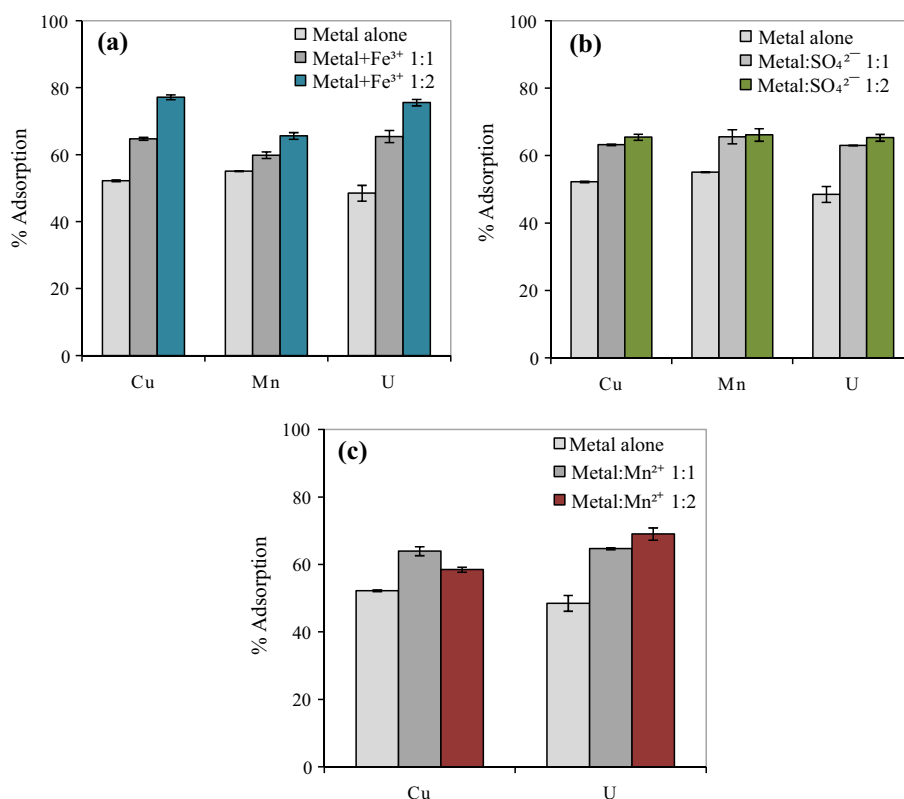 (a)
Metal alone
Metal+Fe³⁺ 1:1
Metal+Fe³⁺ 1:2
% Adsorption
100
80
60
40
20
0
Cu Mn U
(b)
Metal alone
Metal:SO₄²⁻ 1:1
Metal:SO₄²⁻ 1:2
% Adsorption
100
80
60
40
20
0
Cu Mn U
(c)
Metal alone
Metal:Mn²⁺ 1:1
Metal:Mn²⁺ 1:2
% Adsorption
100
80
60
40
20
0
Cu U